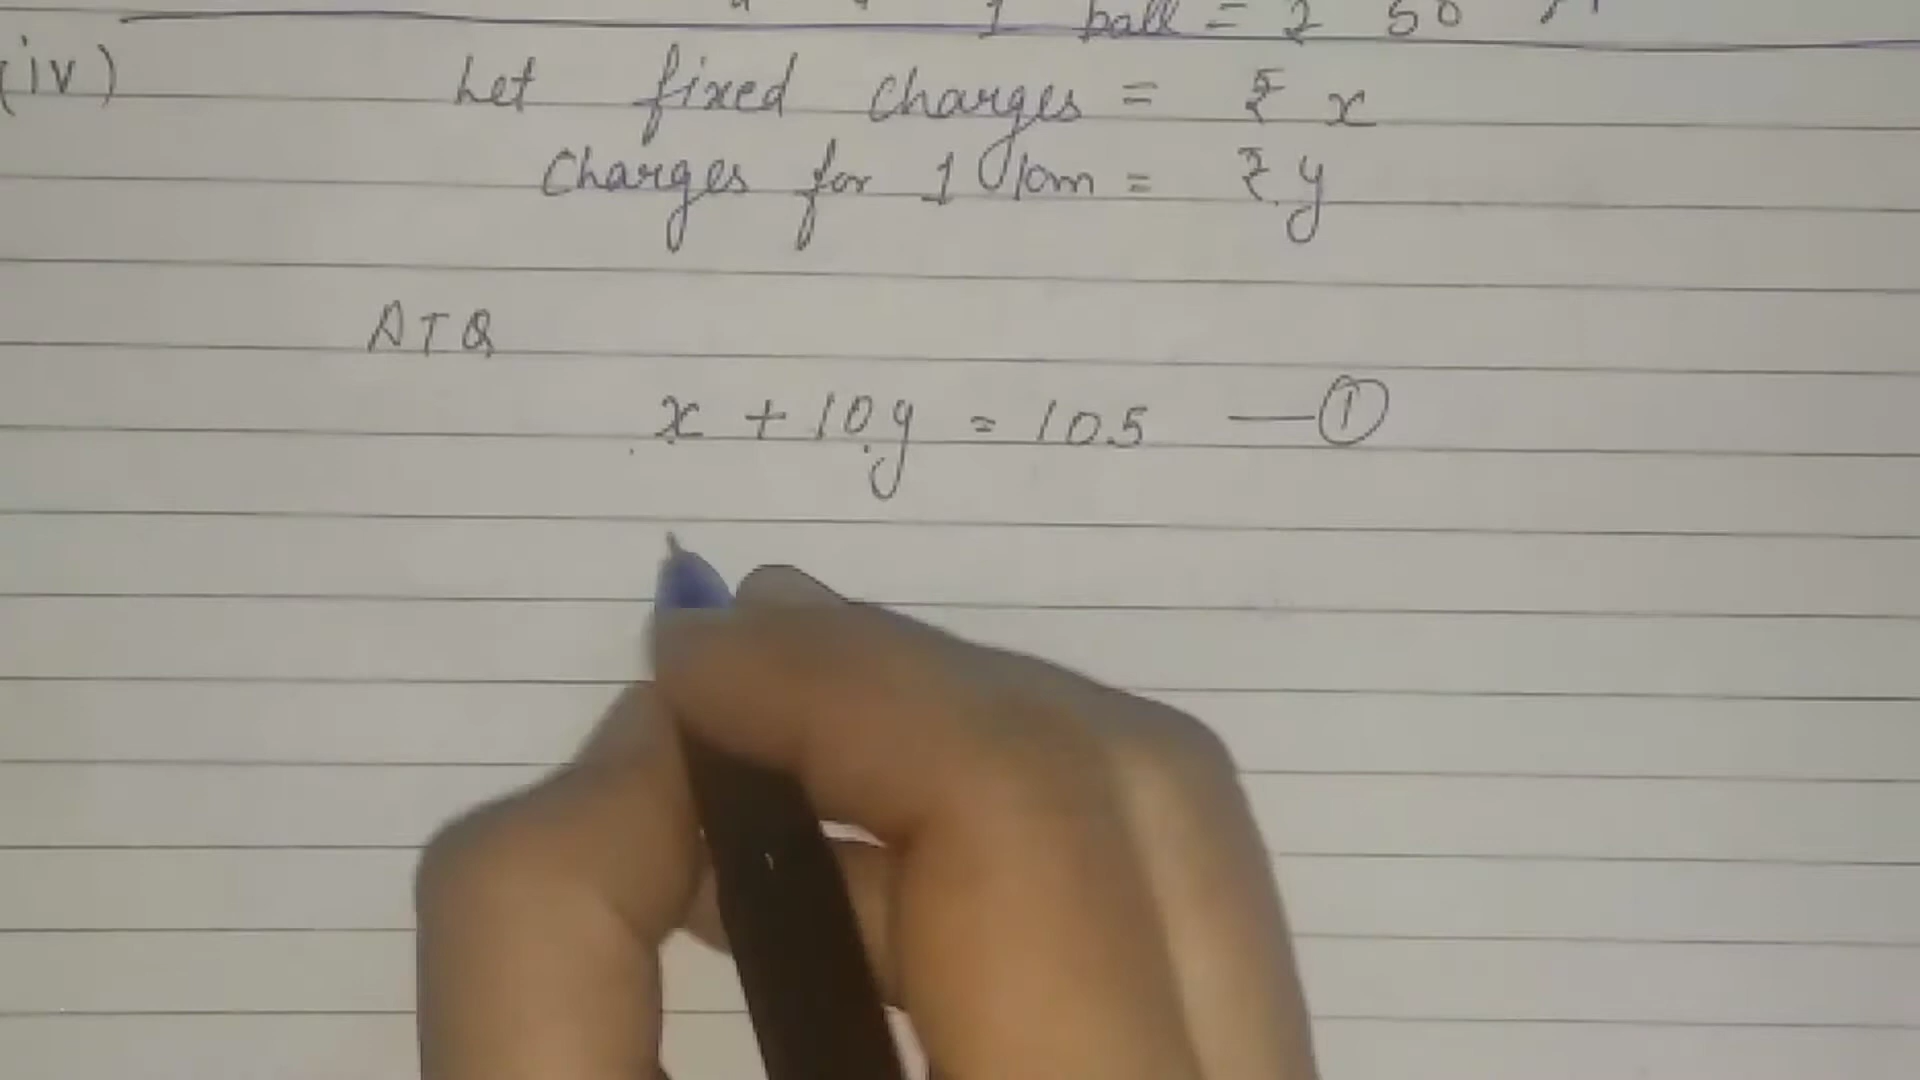 1 ball = ₹ 50
(iv) Let fixed charges = ₹ x
Charges for 1 km = ₹ y
ATQ
x + 10y = 105 — ①